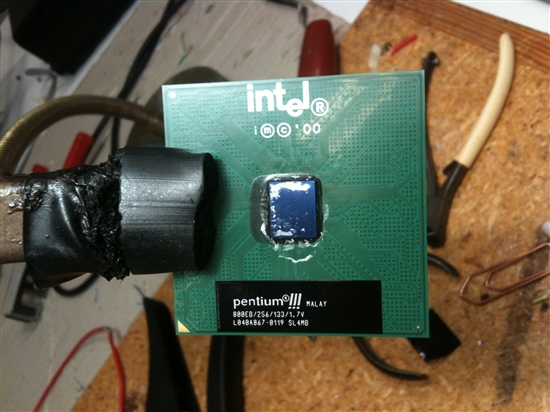 intel®
i ⓜ ⓒ '00
pentium®!!! MALAY
800EB/256/133/1.7V
L040A867-0119 SL4MB